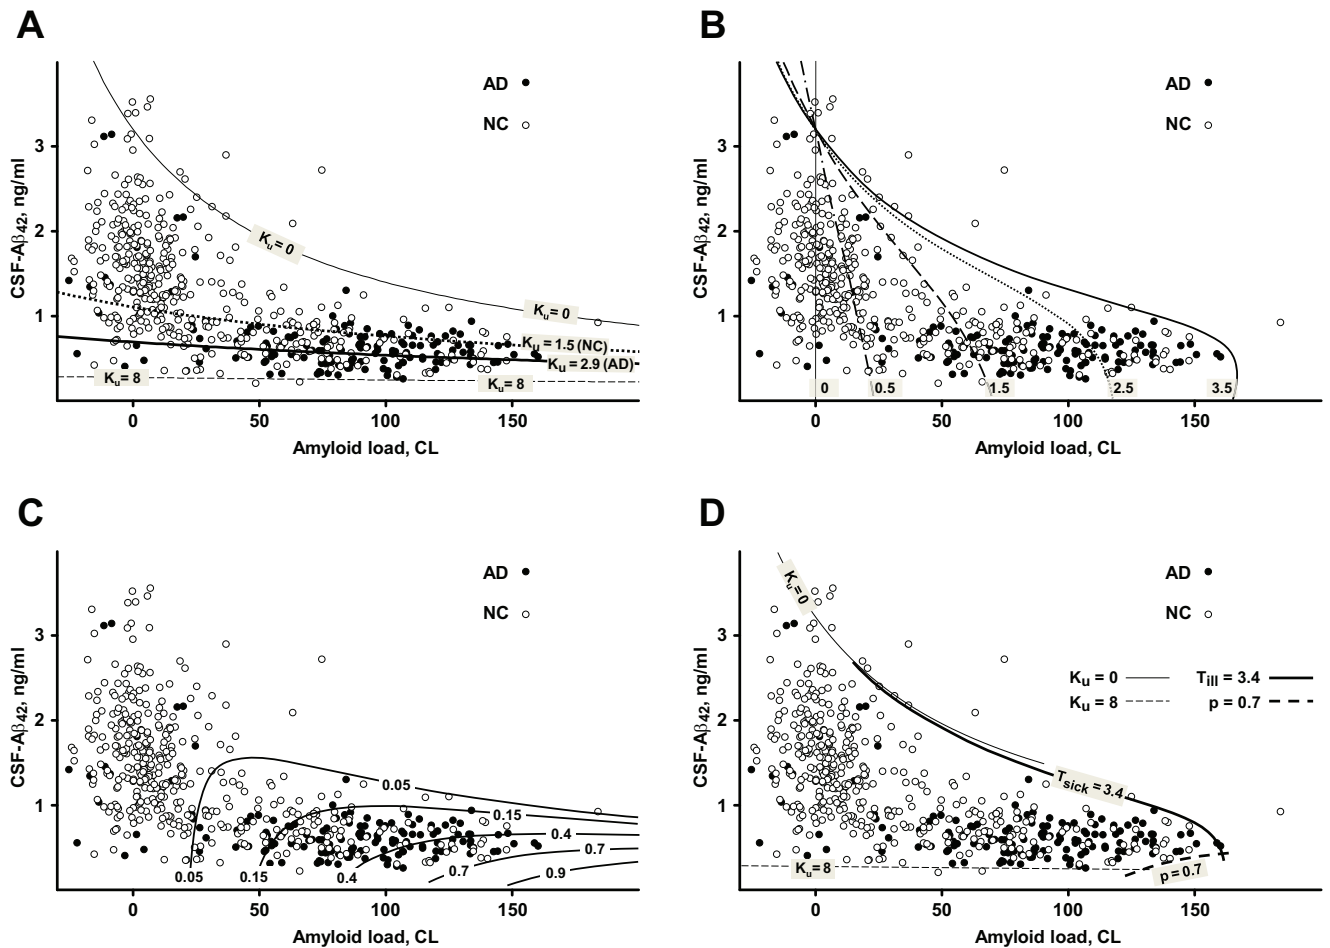 A
B
AD
NC
3
2
1
CSF-Aβ42, ng/ml
Ku= 0
Ku= 0
Ku = 1.5 (NC)
Ku = 2.9 (AD)
Ku= 8
Ku= 8
0
50
100
150
Amyloid load, CL
AD
NC
3
2
1
CSF-Aβ42, ng/ml
0
0.5
1.5
2.5
3.5
0
50
100
150
Amyloid load, CL
C
D
AD
NC
3
2
1
CSF-Aβ42, ng/ml
0.05
0.15
0.4
0.7
0.9
0.05
0.15
0.4
0.7
0
50
100
150
Amyloid load, CL
AD
NC
Ku= 0
Ku = 0
Till = 3.4
Ku = 8
p = 0.7
3
2
1
CSF-Aβ42, ng/ml
Tsick = 3.4
Ku= 8
p = 0.7
0
50
100
150
Amyloid load, CL